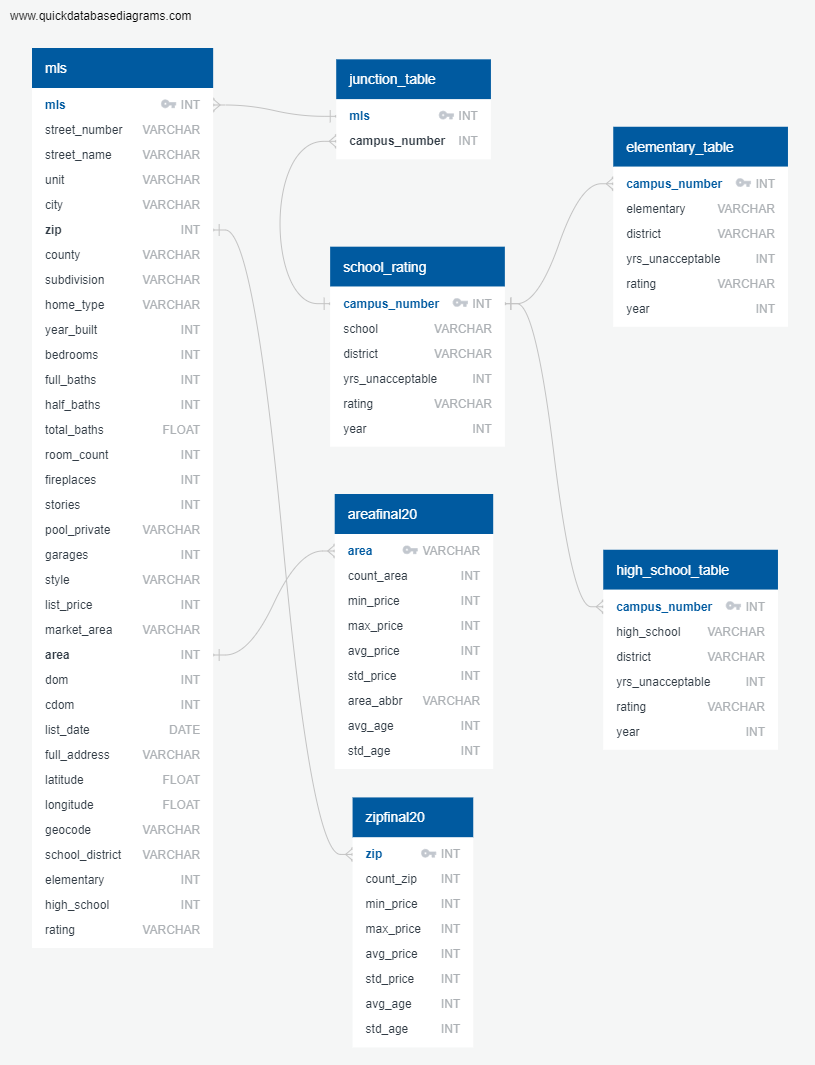 www.quickdatabasediagrams.com
mls
mls INT
street_number VARCHAR
street_name VARCHAR
unit VARCHAR
city VARCHAR
zip INT
county VARCHAR
subdivision VARCHAR
home_type VARCHAR
year_built INT
bedrooms INT
full_baths INT
half_baths INT
total_baths FLOAT
room_count INT
fireplaces INT
stories INT
pool_private VARCHAR
garages INT
style VARCHAR
list_price INT
market_area VARCHAR
area INT
dom INT
cdom INT
list_date DATE
full_address VARCHAR
latitude FLOAT
longitude FLOAT
geocode VARCHAR
school_district VARCHAR
elementary INT
high_school INT
rating VARCHAR
junction_table
mls INT
campus_number INT
school_rating
campus_number INT
school VARCHAR
district VARCHAR
yrs_unacceptable INT
rating VARCHAR
year INT
areafinal20
area VARCHAR
count_area INT
min_price INT
max_price INT
avg_price INT
std_price INT
area_abbr VARCHAR
avg_age INT
std_age INT
zipfinal20
zip INT
count_zip INT
min_price INT
max_price INT
avg_price INT
std_price INT
avg_age INT
std_age INT
elementary_table
campus_number INT
elementary VARCHAR
district VARCHAR
yrs_unacceptable INT
rating VARCHAR
year INT
high_school_table
campus_number INT
high_school VARCHAR
district VARCHAR
yrs_unacceptable INT
rating VARCHAR
year INT